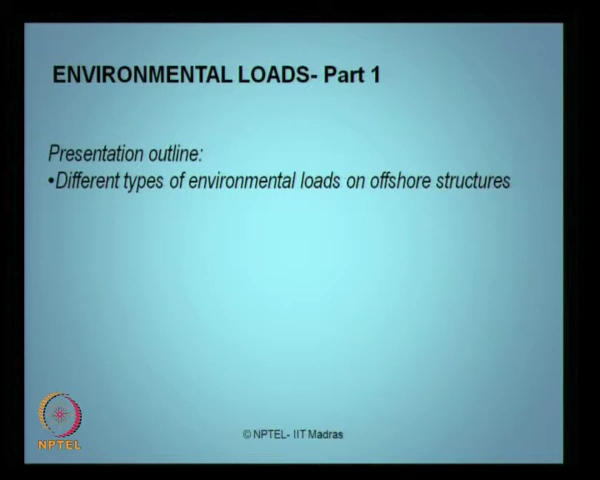 ENVIRONMENTAL LOADS- Part 1
Presentation outline:
•Different types of environmental loads on offshore structures
NPTEL
© NPTEL- IIT Madras